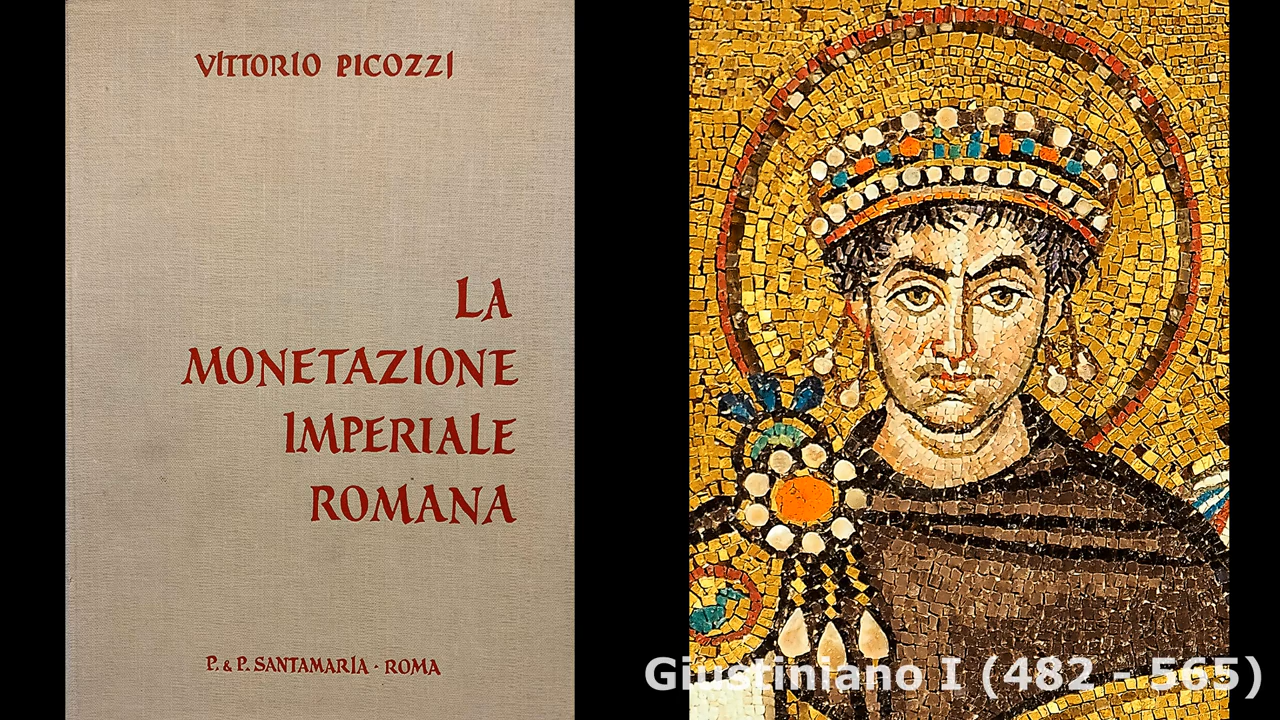 VITTORIO PICOZZI
LA
MONETAZIONE
IMPERIALE
ROMANA
P. & P. SANTAMARIA · ROMA
Giustiniano I (482 - 565)